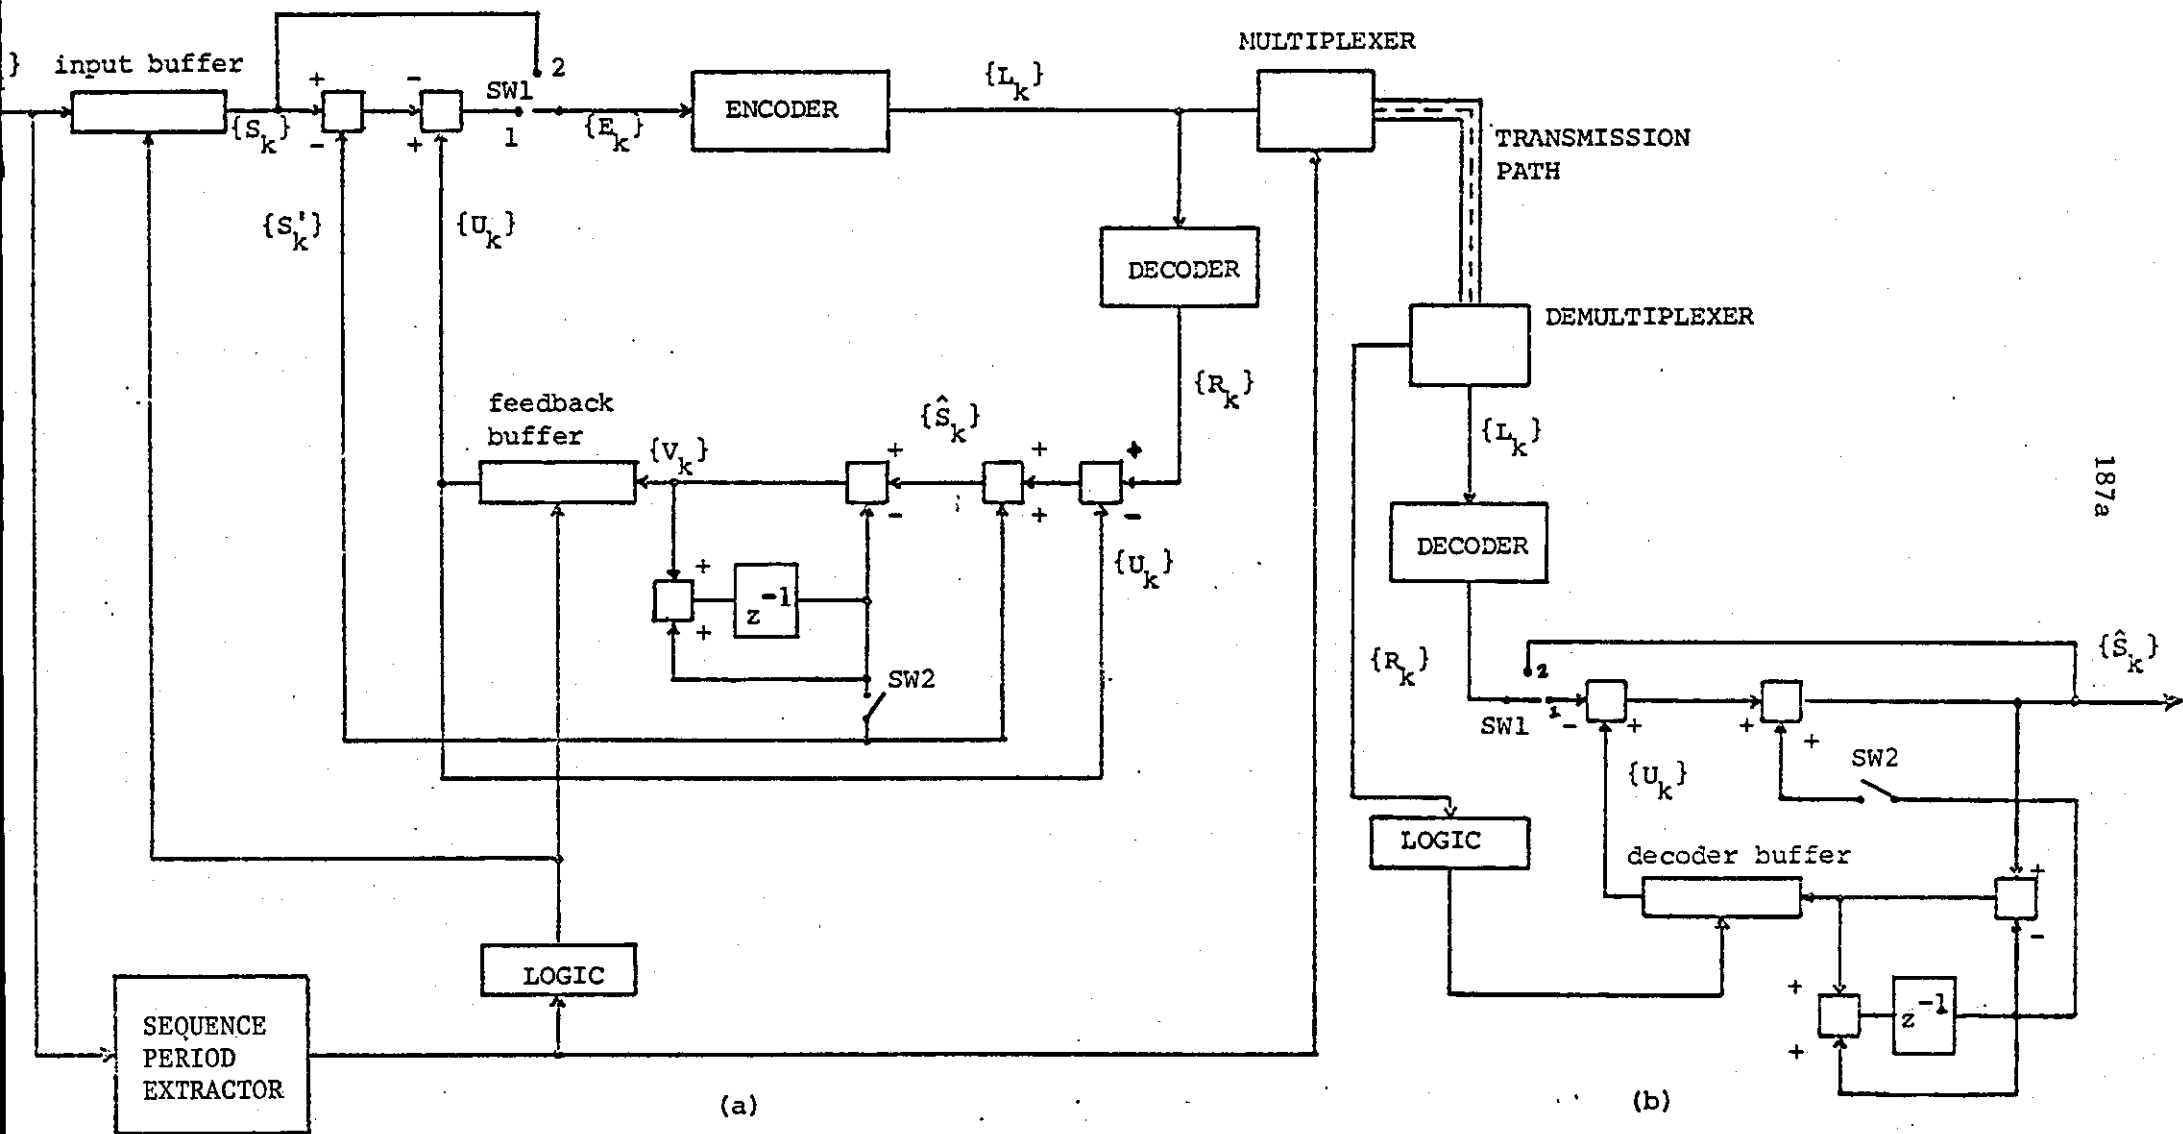 MULTIPLEXER
} input buffer
+
-
SW1
2
1
{S_k}
-
+
{E_k}
ENCODER
{L_k}
TRANSMISSION
PATH
{S'_k}
{U_k}
DECODER
DEMULTIPLEXER
{R_k}
feedback
buffer
{V_k}
+
{Ŝ_k}
+
+
-
+
-
{L_k}
187a
DECODER
{U_k}
+
z^-1
+
SW2
{R_k}
2
SW1
1
-
+
+
+
{Ŝ_k}
SW2
{U_k}
LOGIC
decoder buffer
+
-
LOGIC
+
z^-1
+
SEQUENCE
PERIOD
EXTRACTOR
(a)
(b)